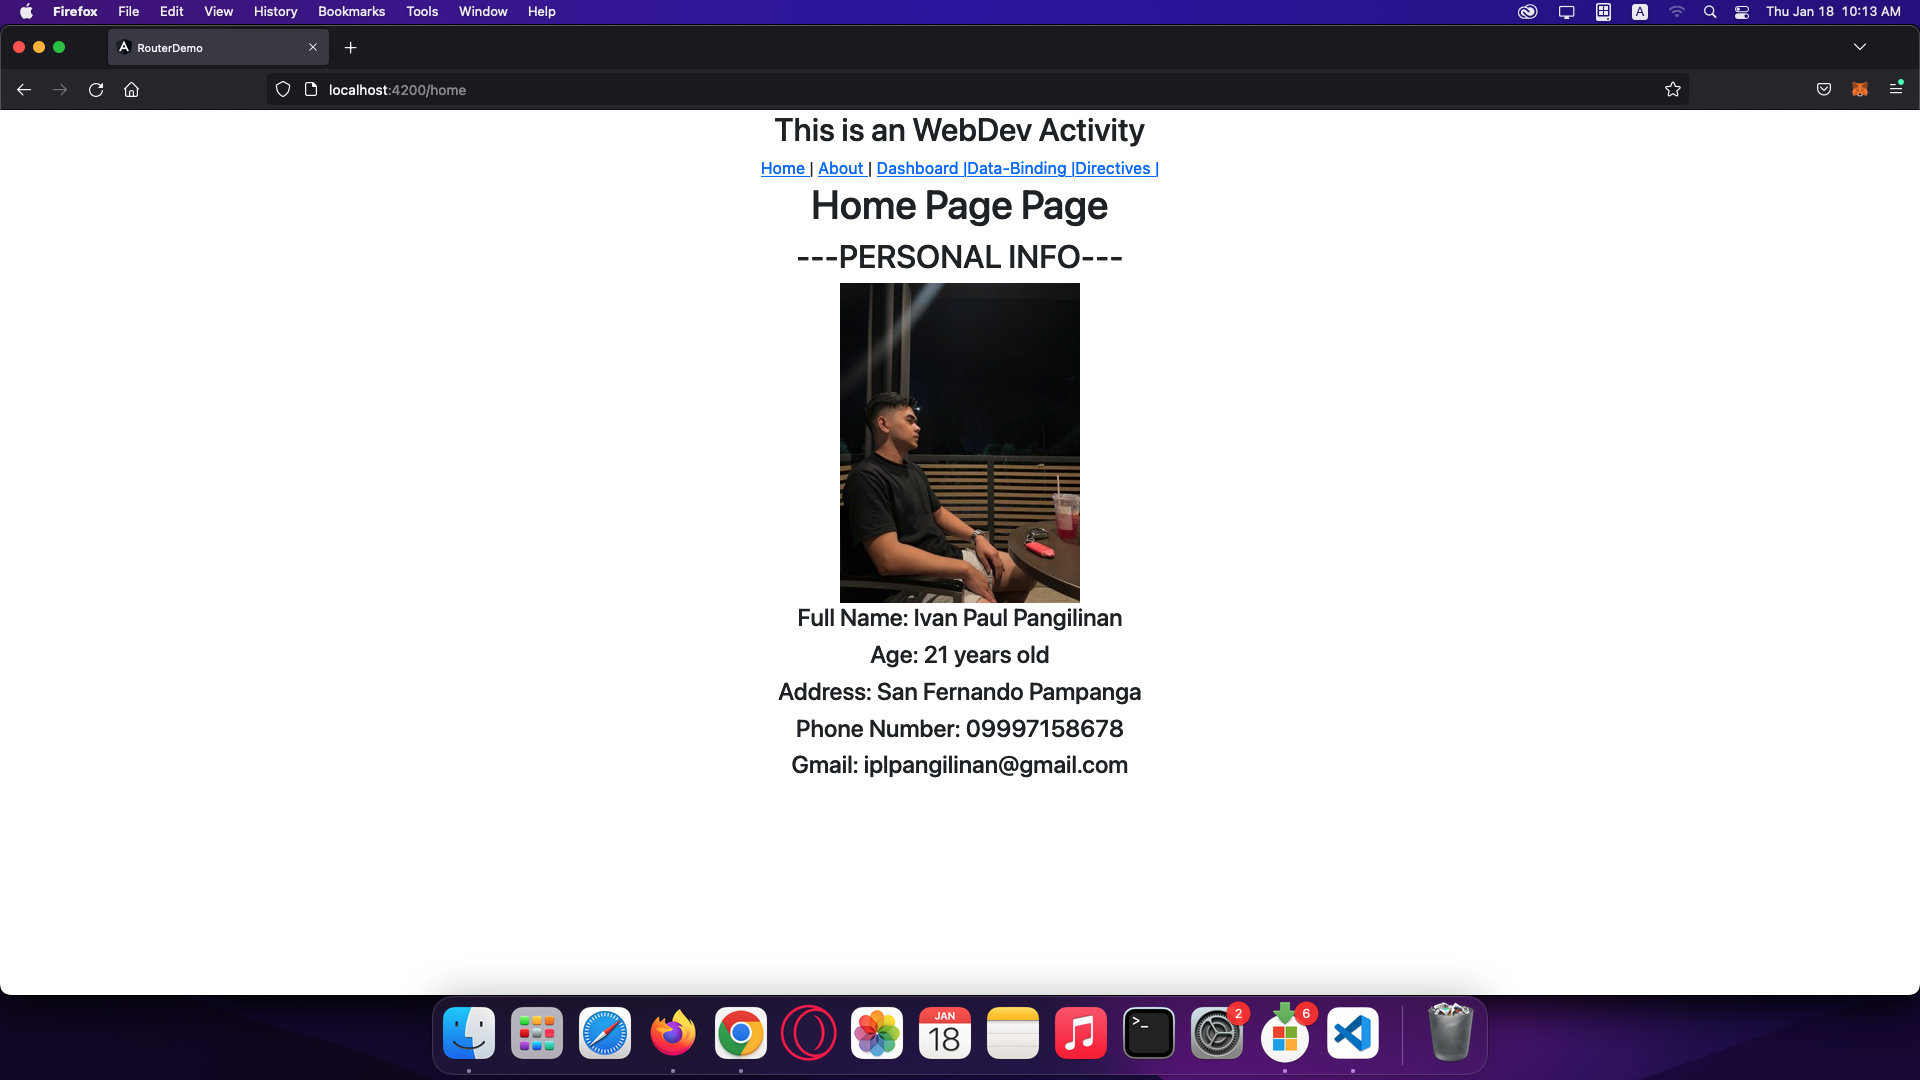 Firefox File Edit View History Bookmarks Tools Window Help A Thu Jan 18 10:13 AM
RouterDemo
localhost:4200/home
This is an WebDev Activity
Home | About | Dashboard |Data-Binding |Directives |
Home Page Page
---PERSONAL INFO---
Full Name: Ivan Paul Pangilinan
Age: 21 years old
Address: San Fernando Pampanga
Phone Number: 09997158678
Gmail: iplpangilinan@gmail.com
JAN 2 6
18
>_